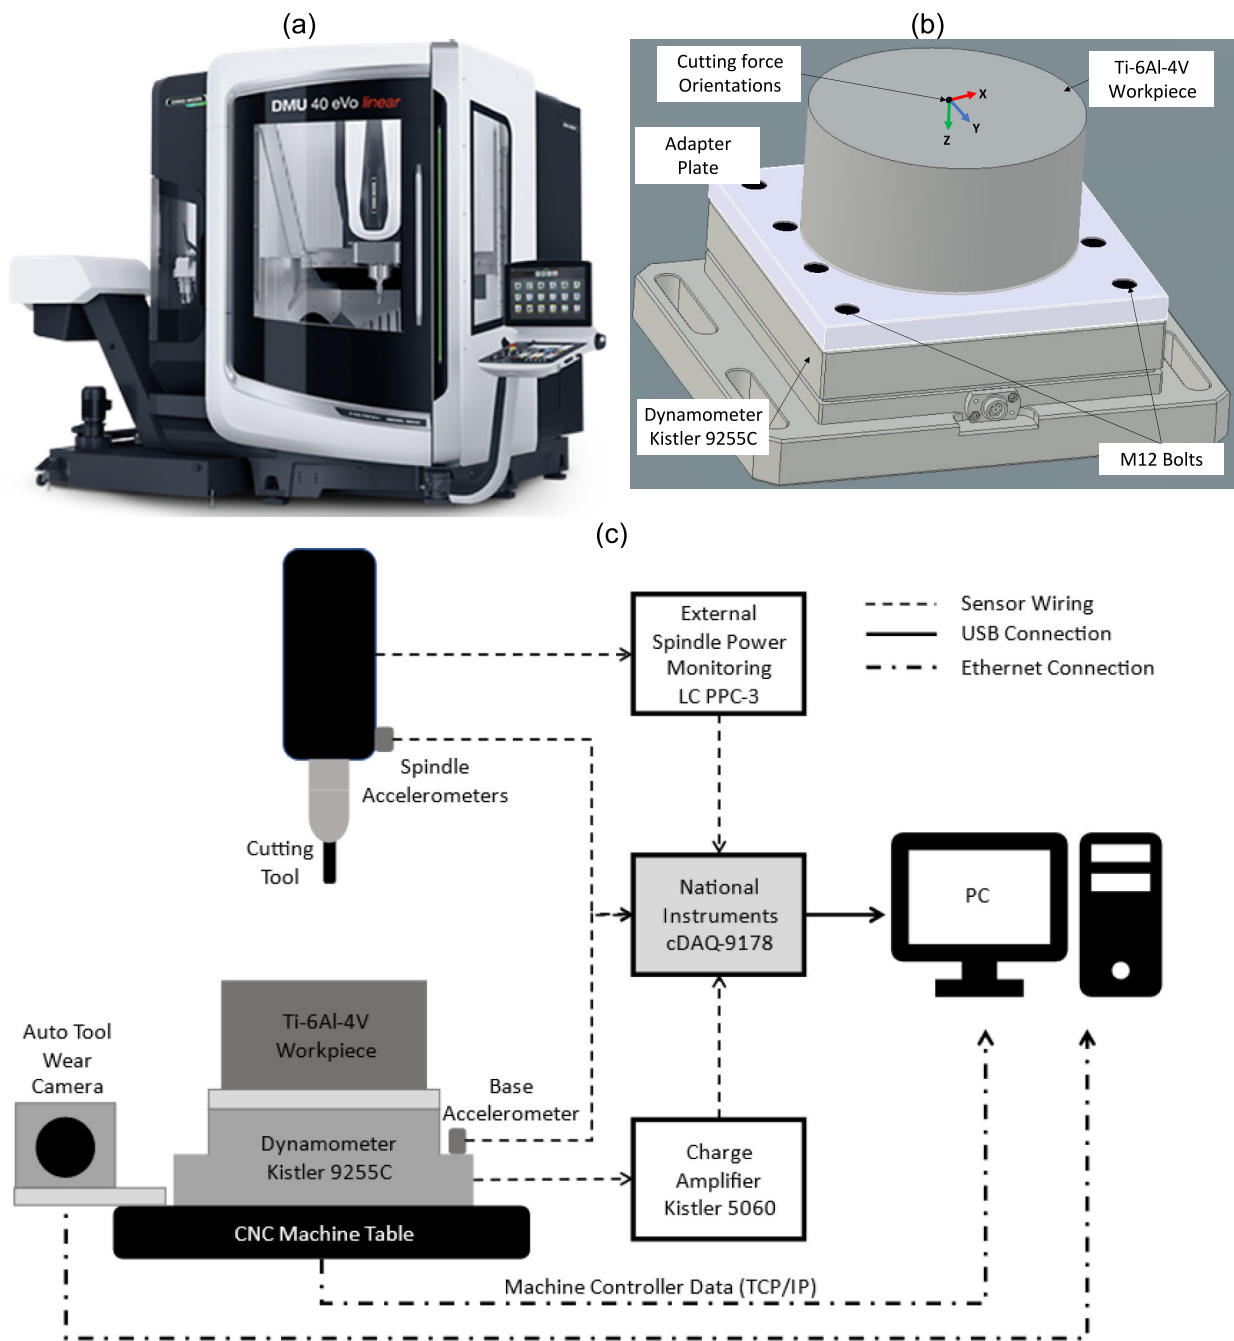 (a)
DMU 40 eVo linear
(b)
Cutting force
Orientations
Ti-6Al-4V
Workpiece
X
Y
Z
Adapter
Plate
Dynamometer
Kistler 9255C
M12 Bolts
(c)
External
Spindle Power
Monitoring
LC PPC-3
Sensor Wiring
USB Connection
Ethernet Connection
Spindle
Accelerometers
Cutting
Tool
National
Instruments
cDAQ-9178
PC
Ti-6Al-4V
Workpiece
Auto Tool
Wear
Camera
Base
Accelerometer
Dynamometer
Kistler 9255C
Charge
Amplifier
Kistler 5060
CNC Machine Table
Machine Controller Data (TCP/IP)